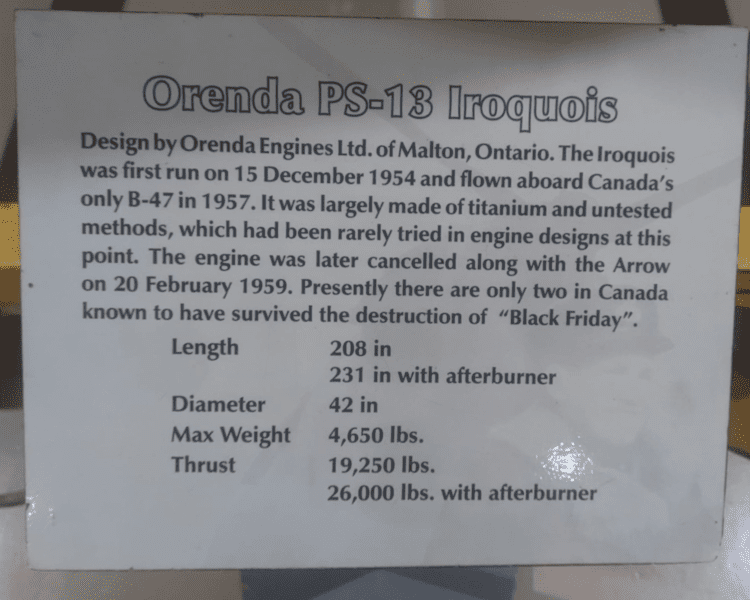 Orenda PS-13 Iroquois
Design by Orenda Engines Ltd. of Malton, Ontario. The Iroquois
was first run on 15 December 1954 and flown aboard Canada's
only B-47 in 1957. It was largely made of titanium and untested
methods, which had been rarely tried in engine designs at this
point. The engine was later cancelled along with the Arrow
on 20 February 1959. Presently there are only two in Canada
known to have survived the destruction of "Black Friday".
Length 208 in
231 in with afterburner
Diameter 42 in
Max Weight 4,650 lbs.
Thrust 19,250 lbs.
26,000 lbs. with afterburner